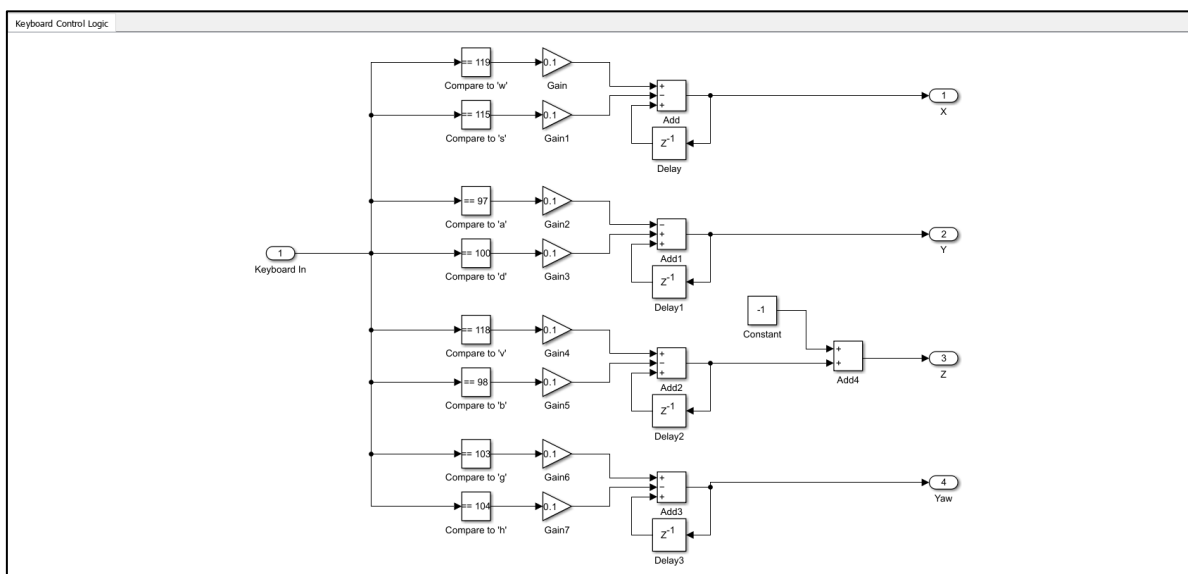 Keyboard Control Logic
== 119
Compare to 'w'
0.1
Gain
+
−
+
Add
1
X
== 115
Compare to 's'
0.1
Gain1
Z-1
Delay
== 97
Compare to 'a'
0.1
Gain2
−
+
+
Add1
2
Y
1
Keyboard In
== 100
Compare to 'd'
0.1
Gain3
Z-1
Delay1
-1
Constant
== 118
Compare to 'v'
0.1
Gain4
+
−
+
Add2
+
+
Add4
3
Z
== 98
Compare to 'b'
0.1
Gain5
Z-1
Delay2
== 103
Compare to 'g'
0.1
Gain6
+
−
+
Add3
4
Yaw
== 104
Compare to 'h'
0.1
Gain7
Z-1
Delay3